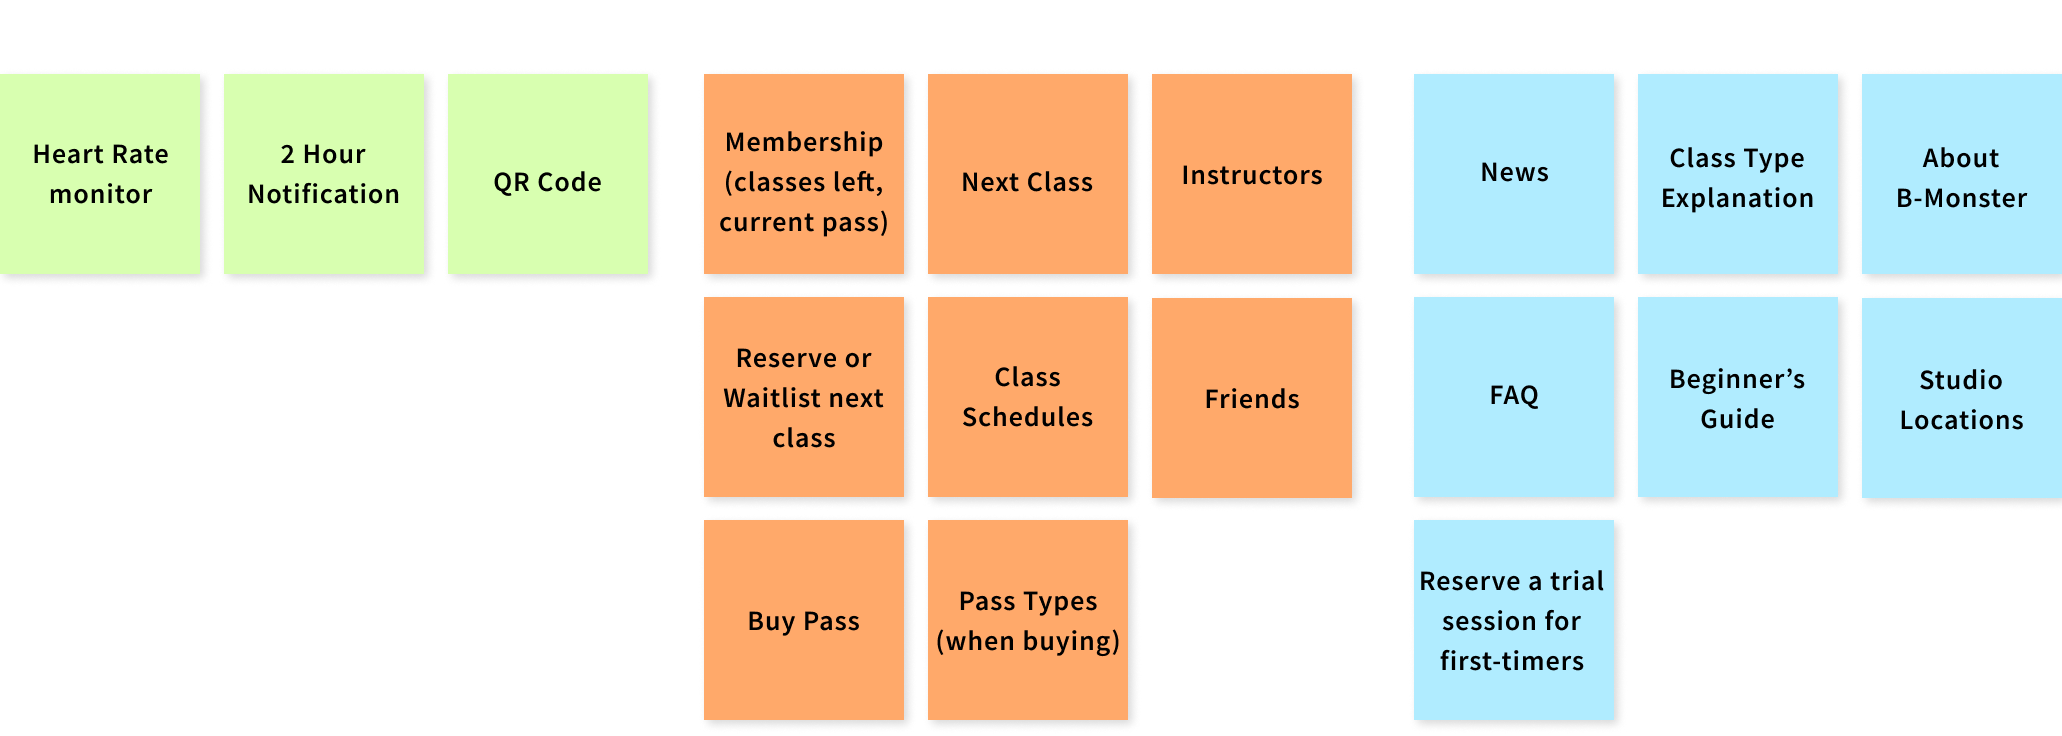 Heart Rate
monitor
2 Hour
Notification
QR Code
Membership
(classes left,
current pass)
Next Class
Instructors
Reserve or
Waitlist next
class
Class
Schedules
Friends
Buy Pass
Pass Types
(when buying)
News
Class Type
Explanation
About
B-Monster
FAQ
Beginner’s
Guide
Studio
Locations
Reserve a trial
session for
first-timers